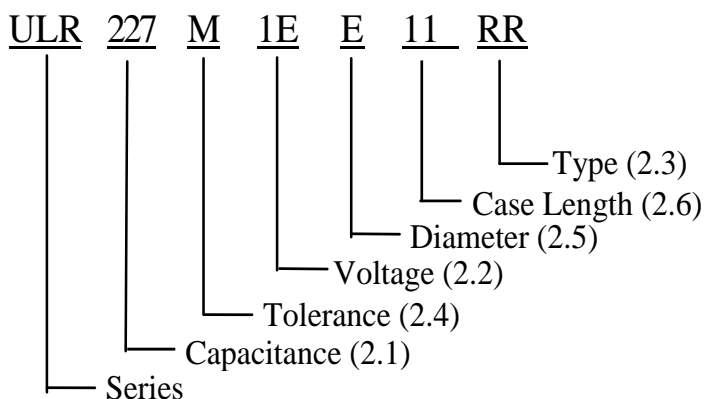 ULR 227 M 1E E 11 RR
Type (2.3)
Case Length (2.6)
Diameter (2.5)
Voltage (2.2)
Tolerance (2.4)
Capacitance (2.1)
Series